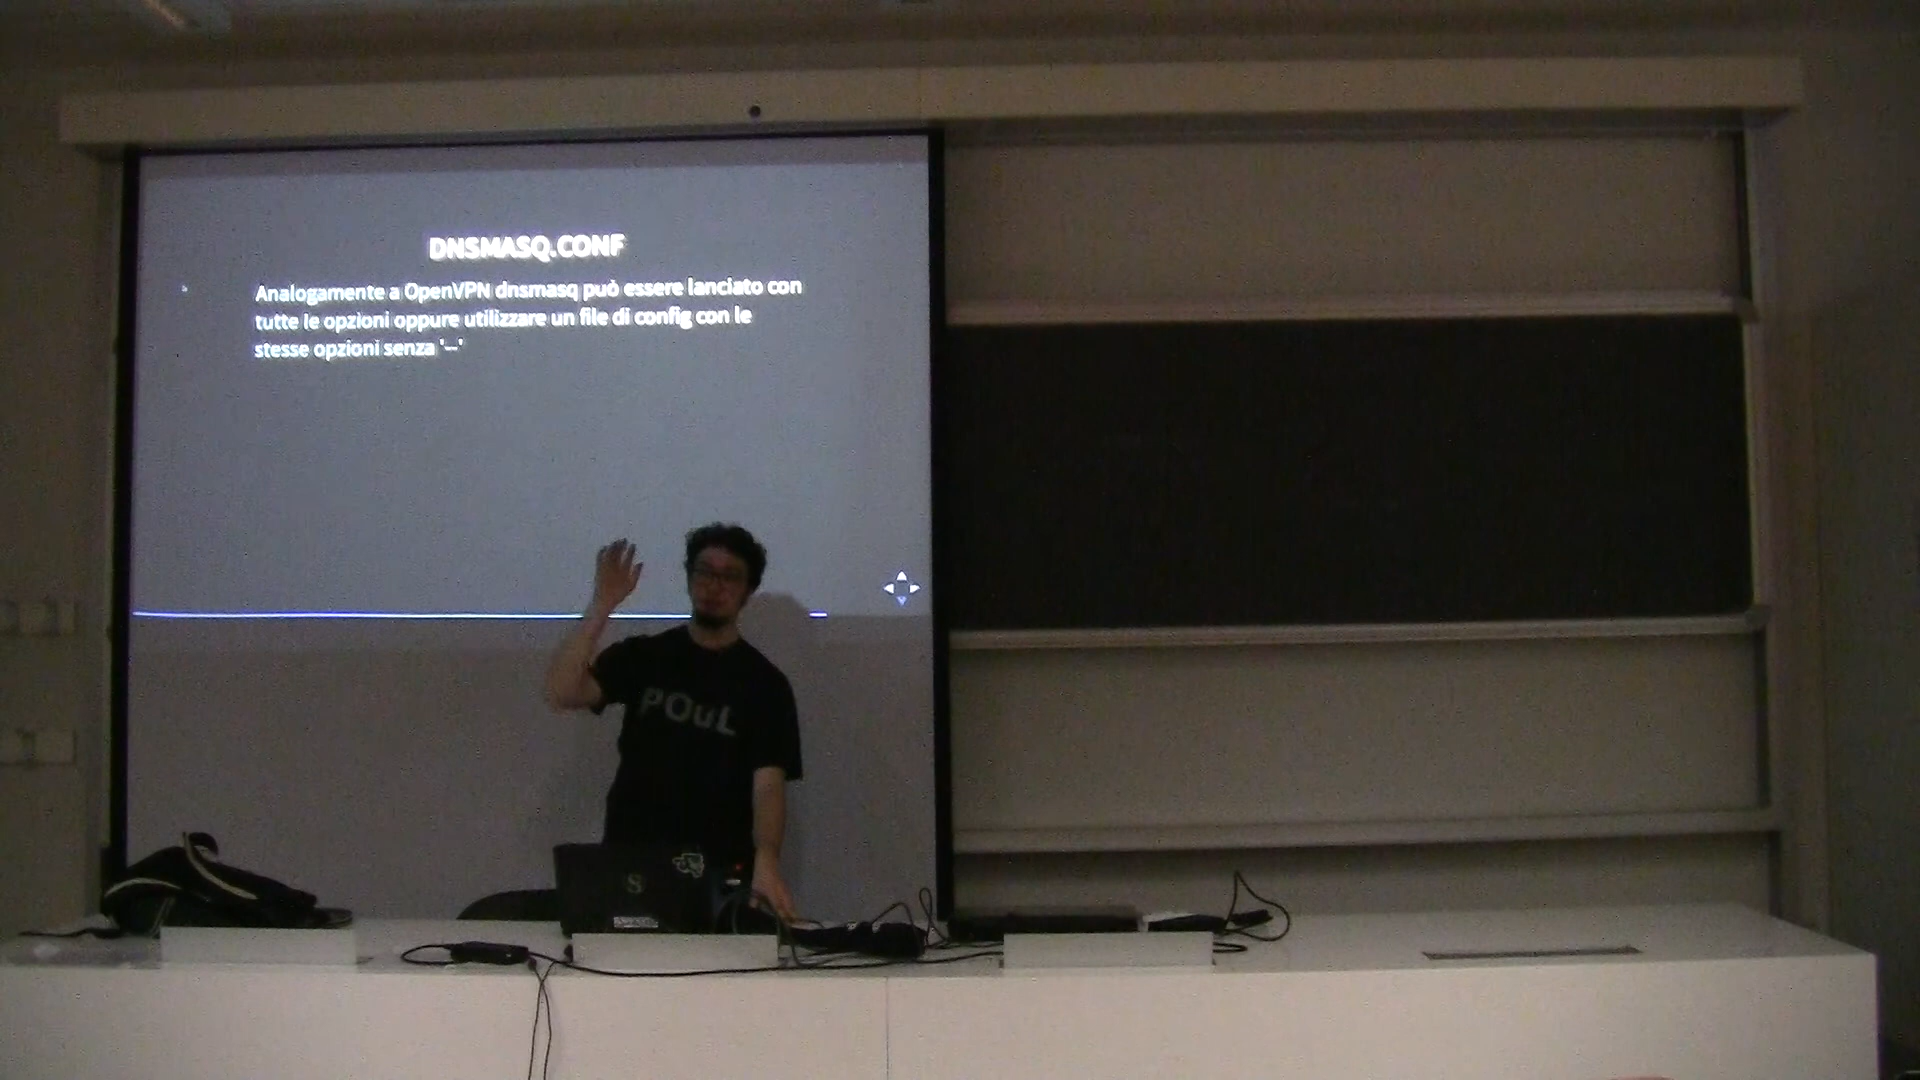 DNSMASQ.CONF
Analogamente a OpenVPN dnsmasq può essere lanciato con
tutte le opzioni oppure utilizzare un file di config con le
stesse opzioni senza '--'
POuL
S